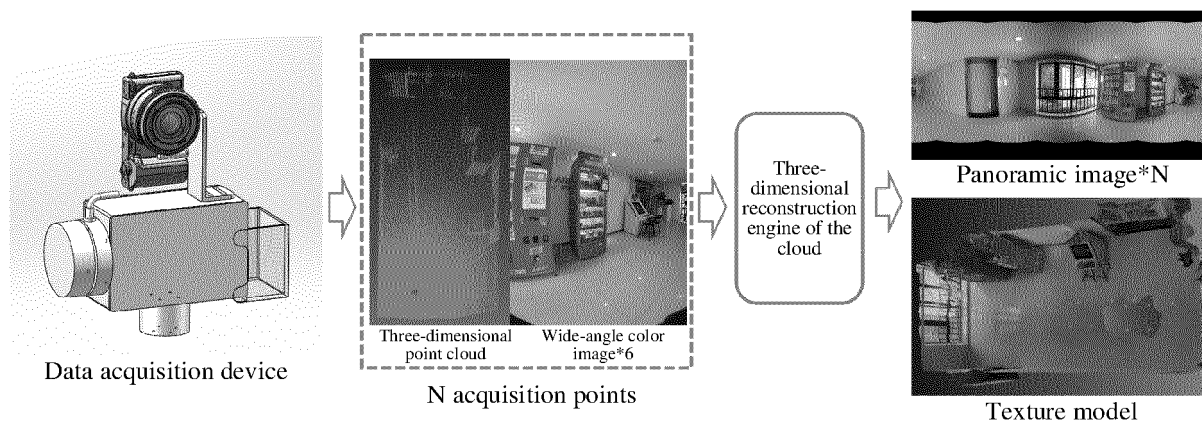 Data acquisition device
Three-dimensional
point cloud
Wide-angle color
image*6
N acquisition points
Three-
dimensional
reconstruction
engine of the
cloud
Panoramic image*N
Texture model